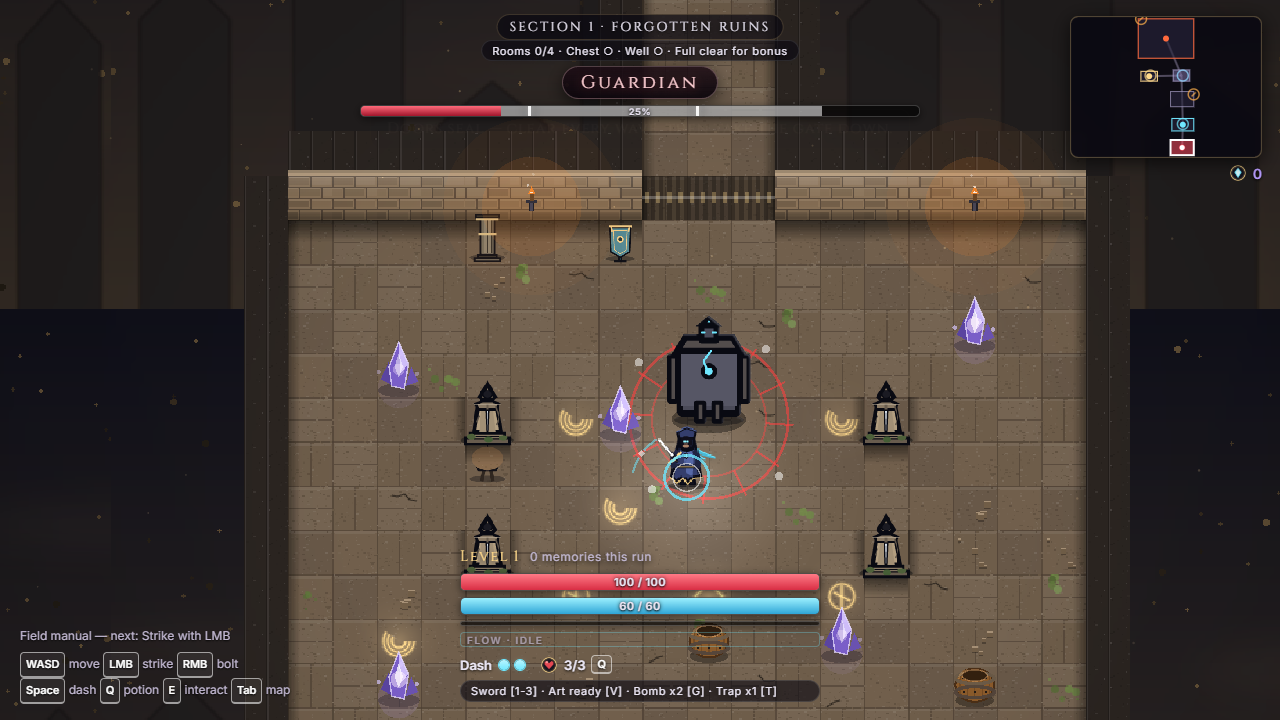 SECTION 1 · FORGOTTEN RUINS
Rooms 0/4 · Chest ○ · Well ○ · Full clear for bonus
GUARDIAN
25%
0
LEVEL 1 0 memories this run
100 / 100
60 / 60
FLOW · IDLE
Dash 3/3 Q
Sword [1-3] · Art ready [V] · Bomb x2 [G] · Trap x1 [T]
Field manual — next: Strike with LMB
WASD move LMB strike RMB bolt
Space dash Q potion E interact Tab map